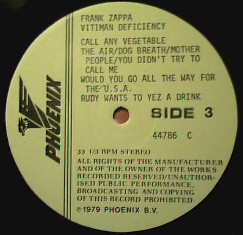 FRANK ZAPPA
VITIMAN DEFICIENCY
CALL ANY VEGETABLE
THE AIR/DOG BREATH/MOTHER
PEOPLE/YOU DIDN'T TRY TO
CALL ME
WOULD YOU GO ALL THE WAY FOR
THE U.S.A.
RUDY WANTS TO YEZ A DRINK
PHOENIX
SIDE 3
44786 C
33 1/3 RPM STEREO
ALL RIGHTS OF THE MANUFACTURER
AND OF THE OWNER OF THE WORKS
RECORDED RESERVED/UNAUTHOR-
ISED PUBLIC PERFORMANCE,
BROADCASTING AND COPYING
OF THIS RECORD PROHIBITED
©1979 PHOENIX B.V.